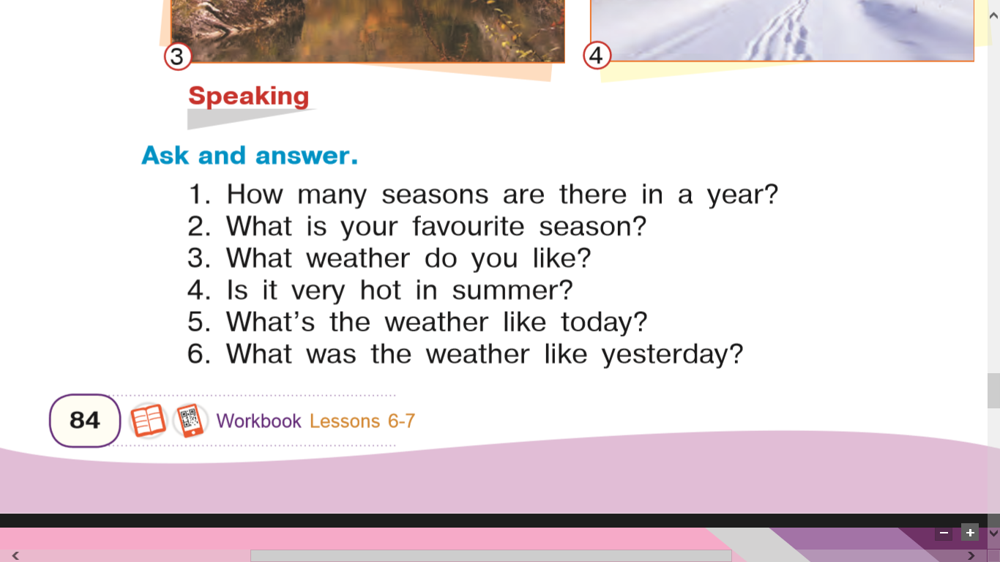 3
4
Speaking
Ask and answer.
1. How many seasons are there in a year?
2. What is your favourite season?
3. What weather do you like?
4. Is it very hot in summer?
5. What's the weather like today?
6. What was the weather like yesterday?
84 Workbook Lessons 6-7